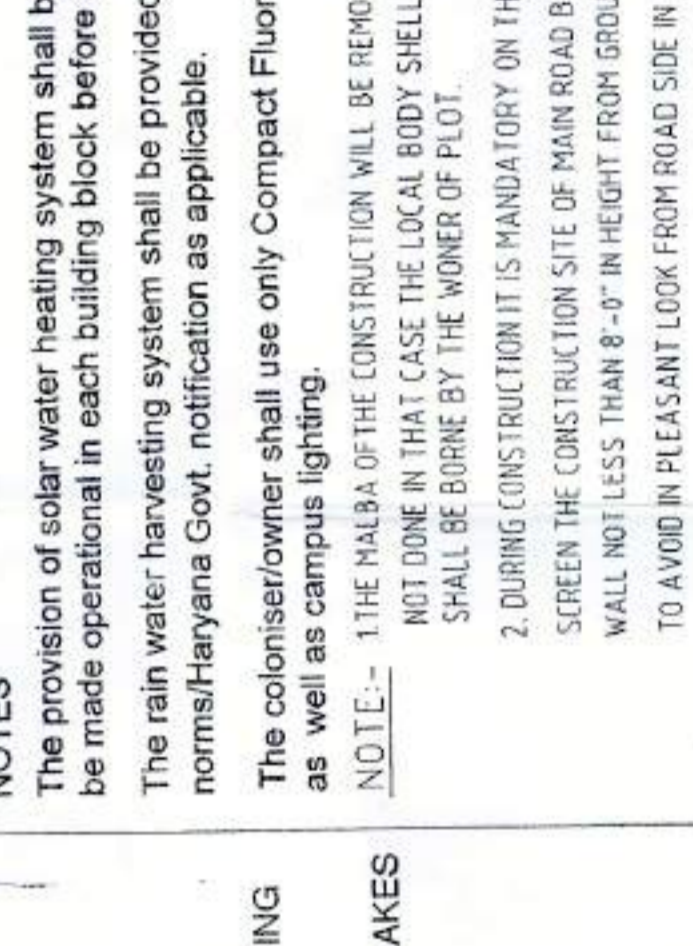 NOTES
The provision of solar water heating system shall b
be made operational in each building block before
The rain water harvesting system shall be provided
norms/Haryana Govt. notification as applicable.
The coloniser/owner shall use only Compact Fluor
as well as campus lighting.
NOTE:- 1.THE MALBA OF THE CONSTRUCTION WILL BE REMO
NOT DONE IN THAT CASE THE LOCAL BODY SHELL
SHALL BE BORNE BY THE WONER OF PLOT.
2. DURING CONSTRUCTION IT IS MANDATORY ON TH
SCREEN THE CONSTRUCTION SITE OF MAIN ROAD B
WALL NOT LESS THAN 8'-0" IN HEIGHT FROM GROU
TO AVOID IN PLEASANT LOOK FROM ROAD SIDE IN
ING
AKES